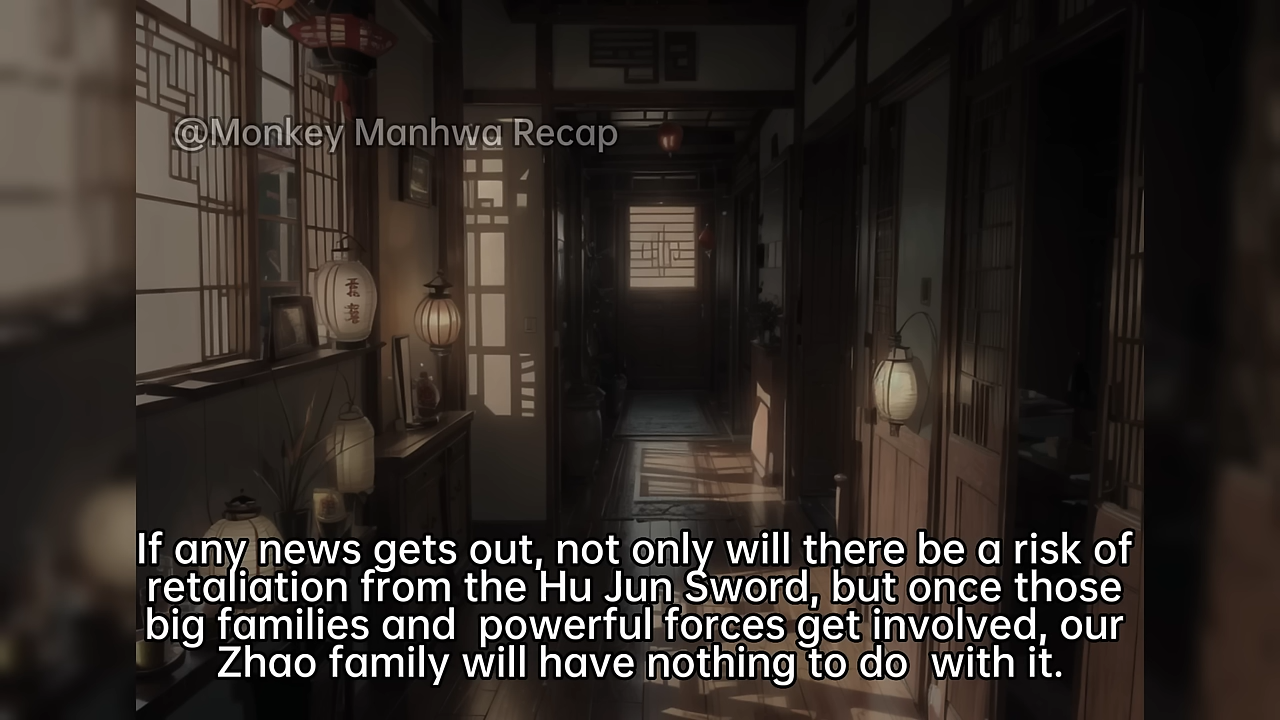 @Monkey Manhwa Recap
If any news gets out, not only will there be a risk of
retaliation from the Hu Jun Sword, but once those
big families and  powerful forces get involved, our
Zhao family will have nothing to do  with it.